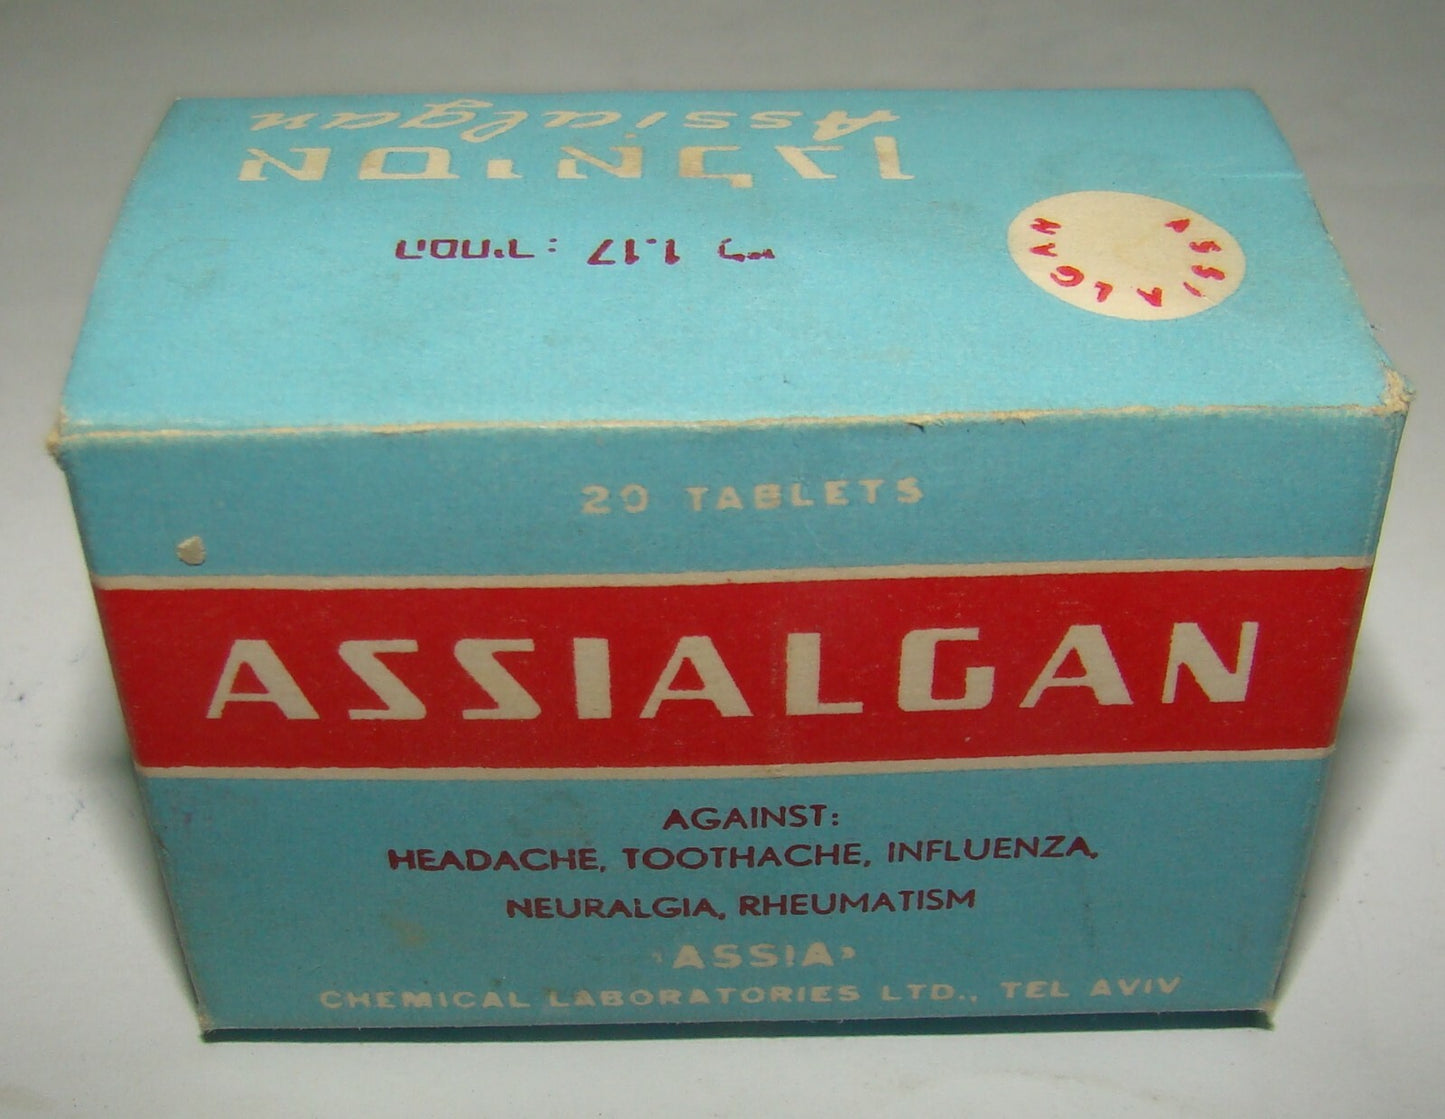 ASSIALGAN
המחיר: 1.17 ל"י
אסיאלגן
Assialgan
20 TABLETS
ASSIALGAN
AGAINST:
HEADACHE, TOOTHACHE, INFLUENZA,
NEURALGIA, RHEUMATISM
‹ASSIA›
CHEMICAL LABORATORIES LTD., TEL AVIV